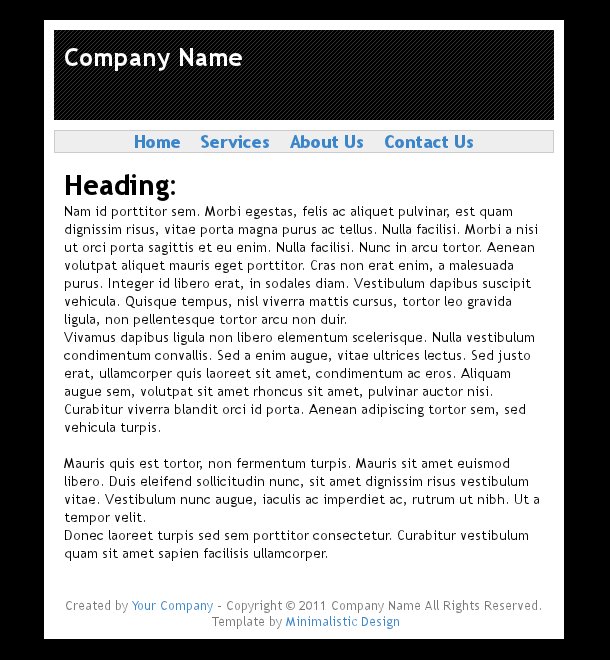 Company Name
Home Services About Us Contact Us
Heading:
Nam id porttitor sem. Morbi egestas, felis ac aliquet pulvinar, est quam
dignissim risus, vitae porta magna purus ac tellus. Nulla facilisi. Morbi a nisi
ut orci porta sagittis et eu enim. Nulla facilisi. Nunc in arcu tortor. Aenean
volutpat aliquet mauris eget porttitor. Cras non erat enim, a malesuada
purus. Integer id libero erat, in sodales diam. Vestibulum dapibus suscipit
vehicula. Quisque tempus, nisl viverra mattis cursus, tortor leo gravida
ligula, non pellentesque tortor arcu non duir.
Vivamus dapibus ligula non libero elementum scelerisque. Nulla vestibulum
condimentum convallis. Sed a enim augue, vitae ultrices lectus. Sed justo
erat, ullamcorper quis laoreet sit amet, condimentum ac eros. Aliquam
augue sem, volutpat sit amet rhoncus sit amet, pulvinar auctor nisi.
Curabitur viverra blandit orci id porta. Aenean adipiscing tortor sem, sed
vehicula turpis.
Mauris quis est tortor, non fermentum turpis. Mauris sit amet euismod
libero. Duis eleifend sollicitudin nunc, sit amet dignissim risus vestibulum
vitae. Vestibulum nunc augue, iaculis ac imperdiet ac, rutrum ut nibh. Ut a
tempor velit.
Donec laoreet turpis sed sem porttitor consectetur. Curabitur vestibulum
quam sit amet sapien facilisis ullamcorper.
Created by Your Company - Copyright © 2011 Company Name All Rights Reserved.
Template by Minimalistic Design